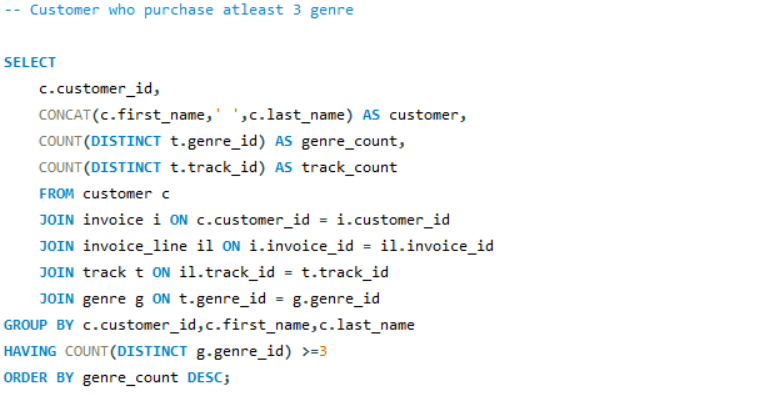 -- Customer who purchase atleast 3 genre
SELECT
c.customer_id,
CONCAT(c.first_name,' ',c.last_name) AS customer,
COUNT(DISTINCT t.genre_id) AS genre_count,
COUNT(DISTINCT t.track_id) AS track_count
FROM customer c
JOIN invoice i ON c.customer_id = i.customer_id
JOIN invoice_line il ON i.invoice_id = il.invoice_id
JOIN track t ON il.track_id = t.track_id
JOIN genre g ON t.genre_id = g.genre_id
GROUP BY c.customer_id,c.first_name,c.last_name
HAVING COUNT(DISTINCT g.genre_id) >=3
ORDER BY genre_count DESC;